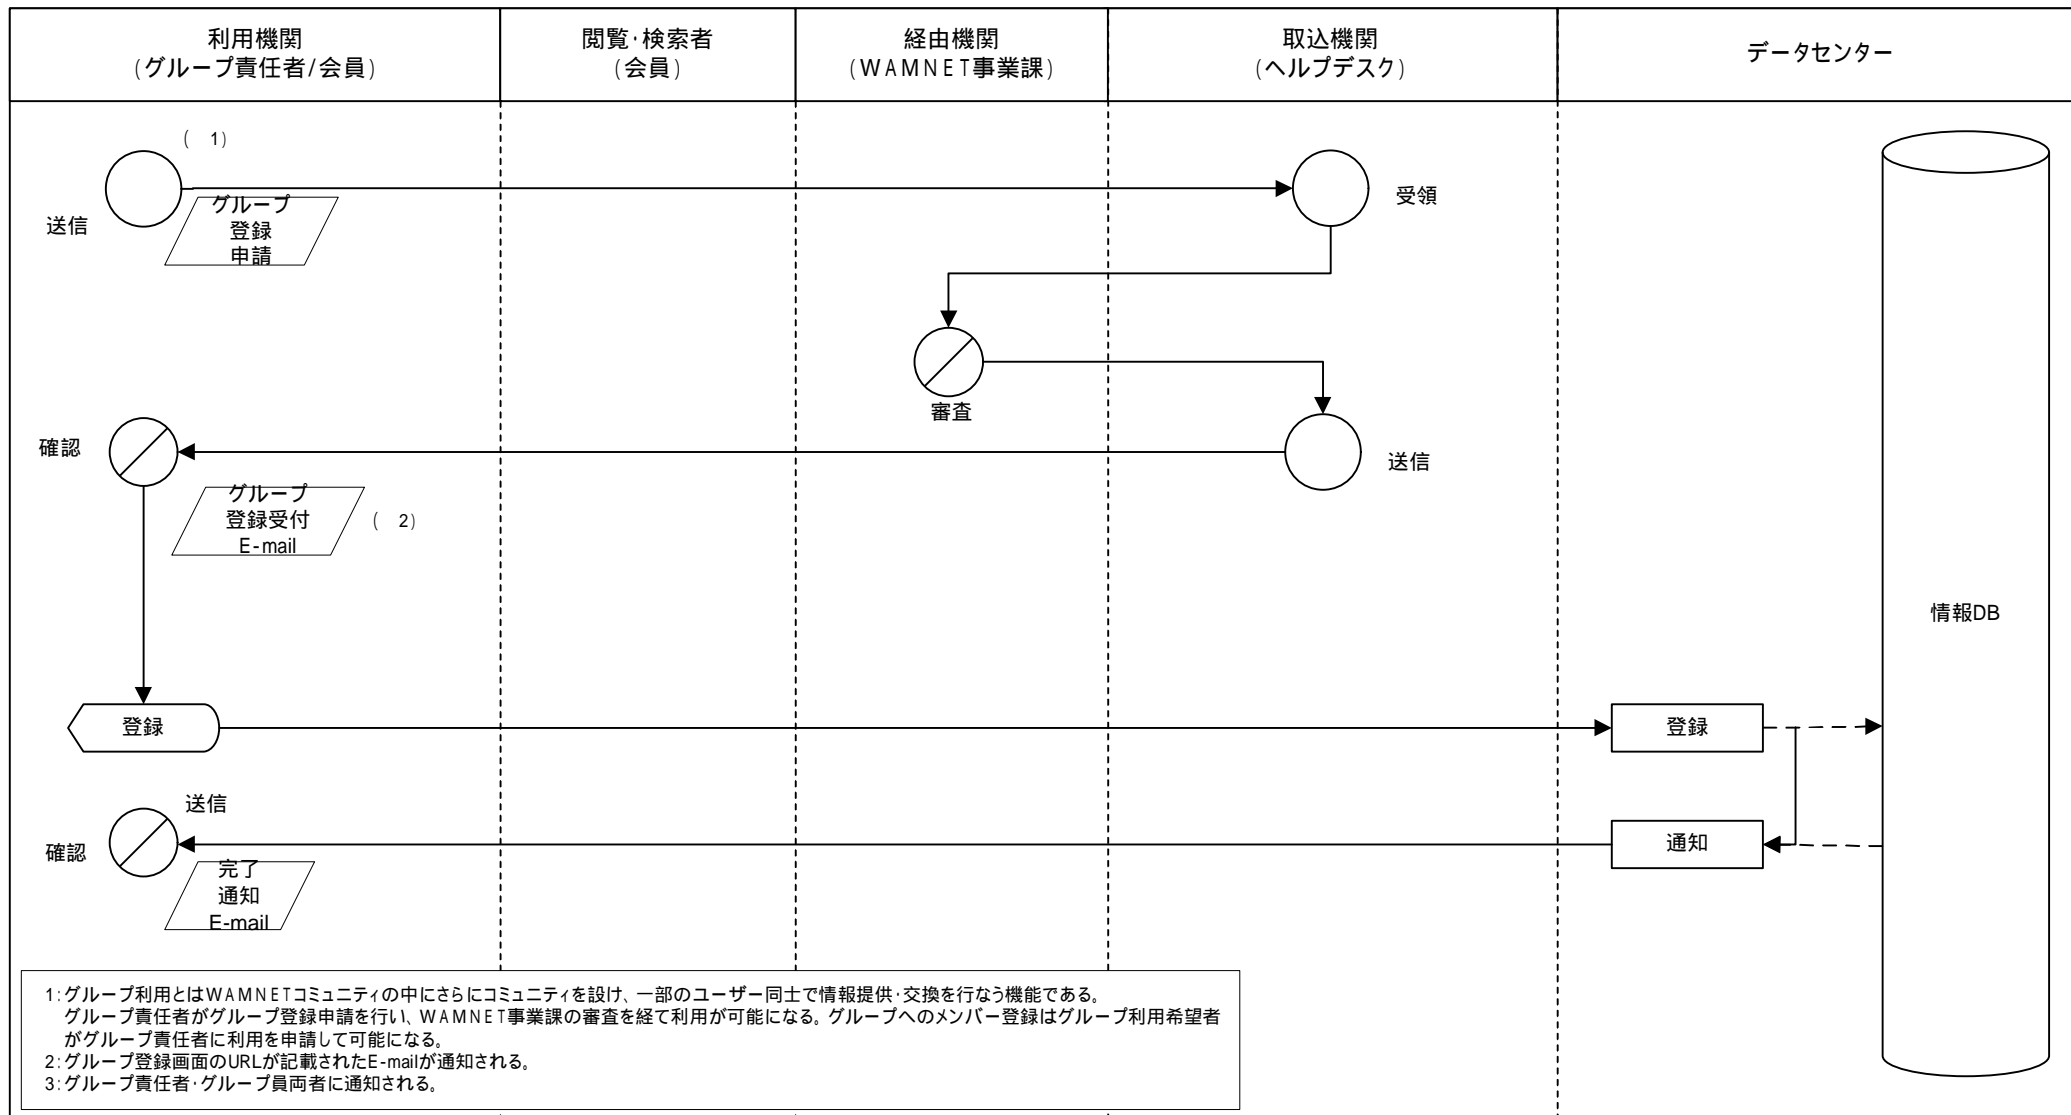 利用機関
(グループ責任者/会員)
閲覧・検索者
(会員)
経由機関
(WAMNET事業課)
取込機関
(ヘルプデスク)
データセンター
( 1)
送信
グループ
登録
申請
受領
審査
確認
送信
グループ
登録受付
E-mail
( 2)
情報DB
登録
登録
送信
確認
通知
完了
通知
E-mail
1:グループ利用とはWAMNETコミュニティの中にさらにコミュニティを設け、一部のユーザー同士で情報提供・交換を行なう機能である。
グループ責任者がグループ登録申請を行い、WAMNET事業課の審査を経て利用が可能になる。グループへのメンバー登録はグループ利用希望者
がグループ責任者に利用を申請して可能になる。
2:グループ登録画面のURLが記載されたE-mailが通知される。
3:グループ責任者・グループ員両者に通知される。